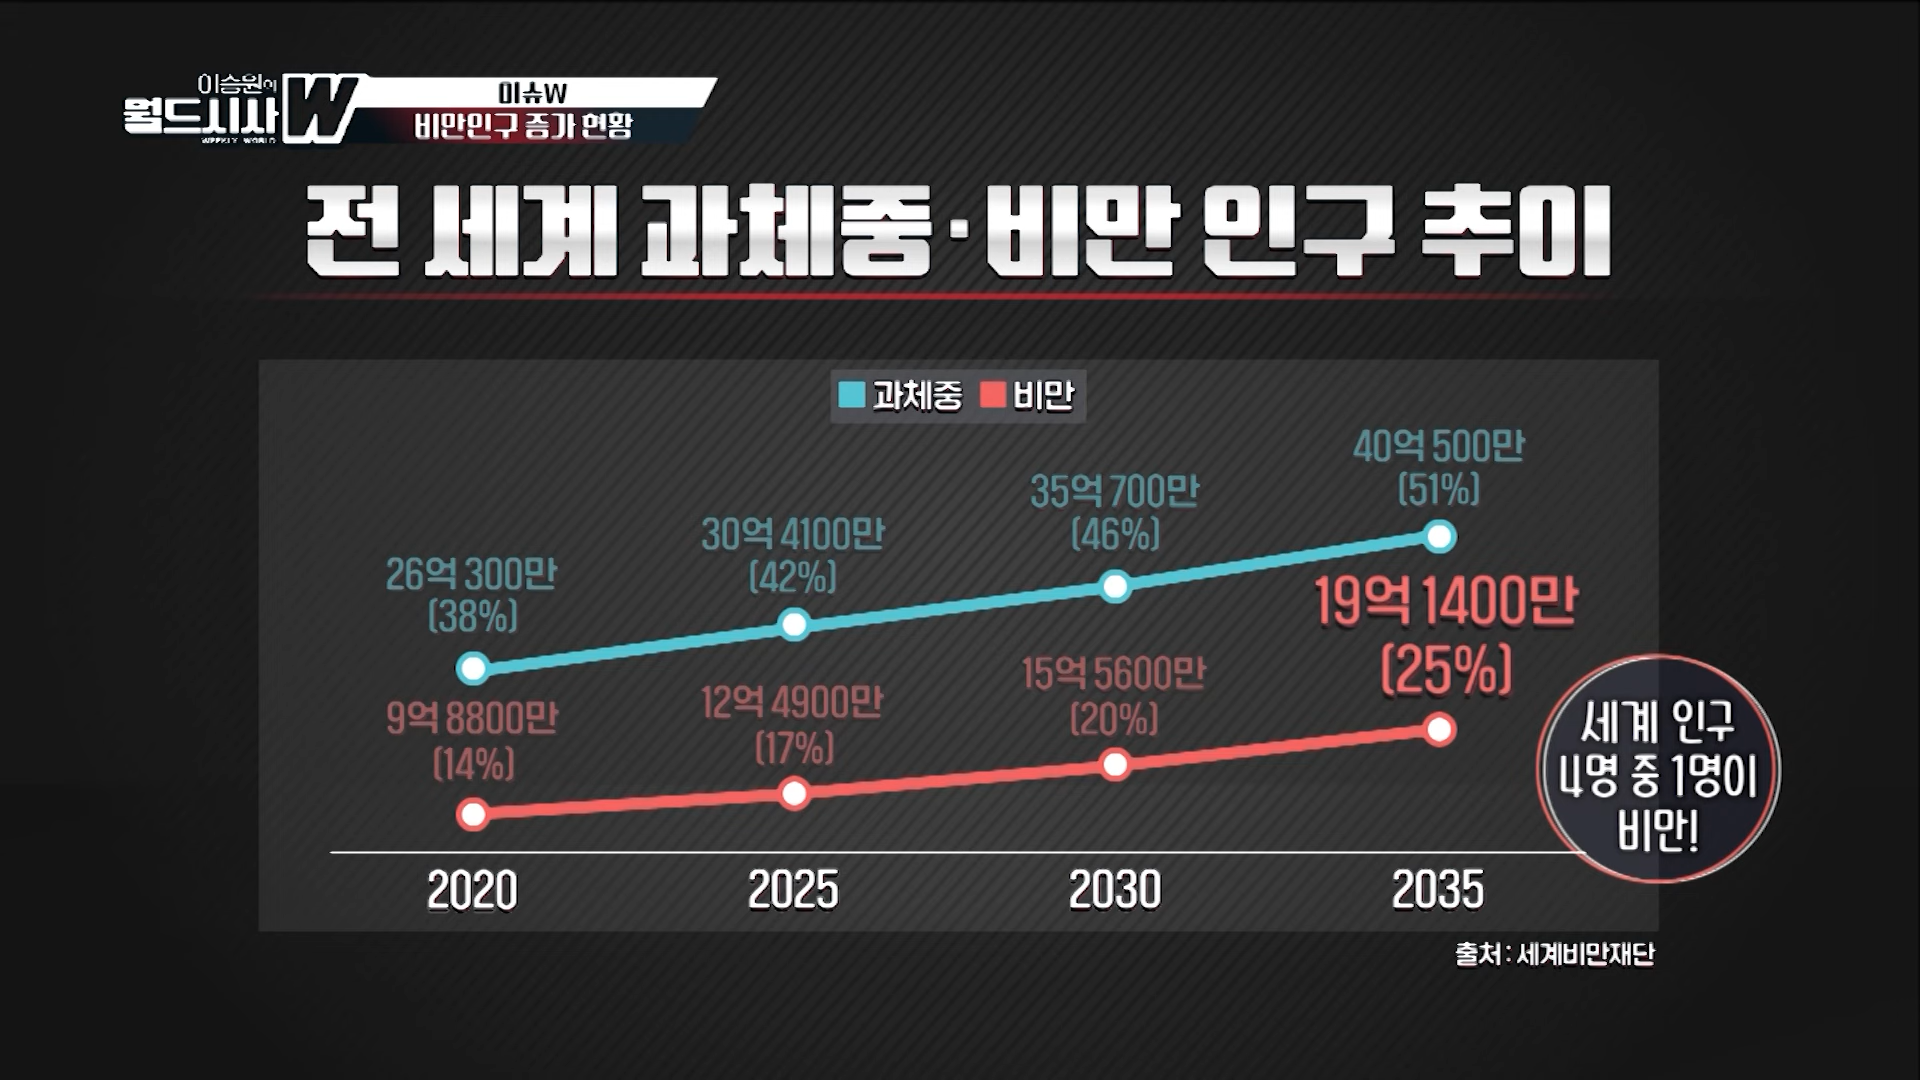 이승원의
월드시사 W
WEEKLY WORLD
이슈W
비만인구 증가 현황
전 세계 과체중·비만 인구 추이
과체중 비만
40억 500만
(51%)
35억 700만
(46%)
30억 4100만
(42%)
26억 300만
(38%)
19억 1400만
(25%)
15억 5600만
(20%)
12억 4900만
(17%)
9억 8800만
(14%)
세계 인구
4명 중 1명이
비만!
2020 2025 2030 2035
출처 : 세계비만재단